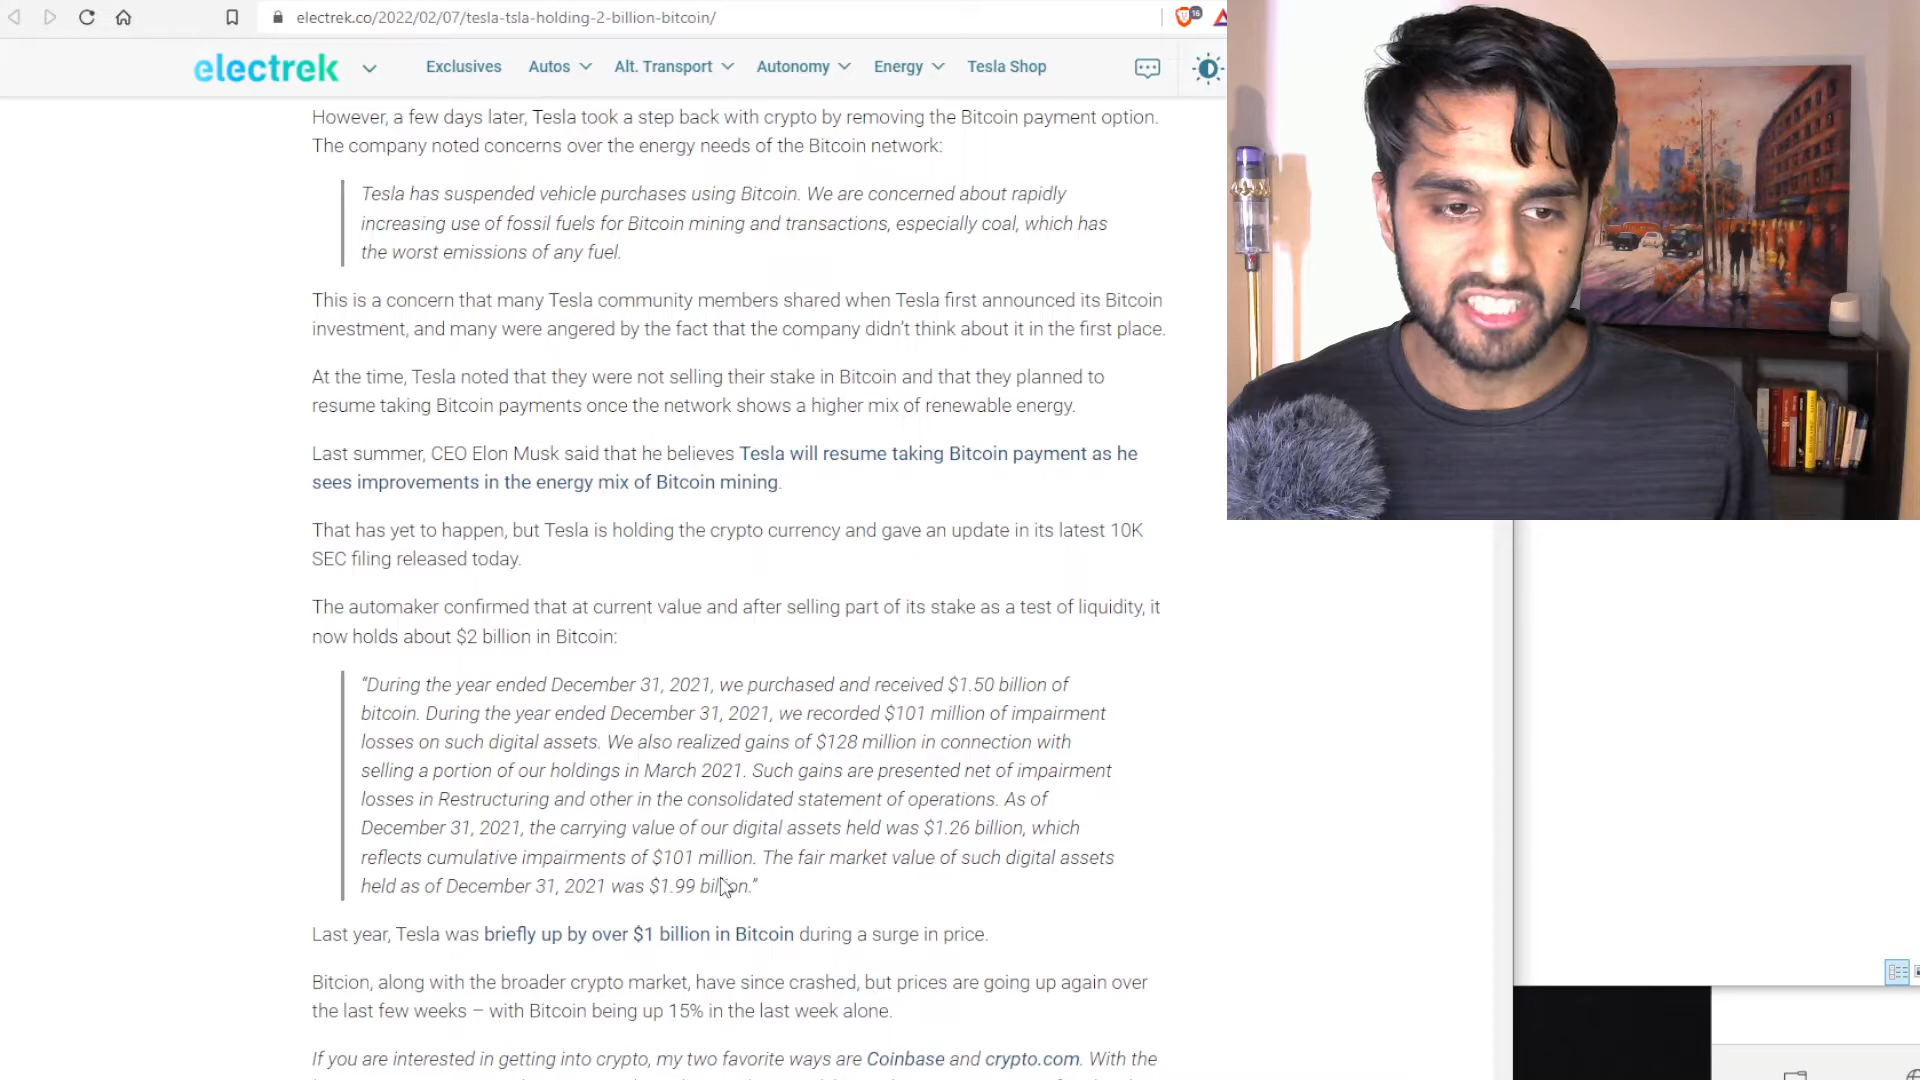 electrek.co/2022/02/07/tesla-tsla-holding-2-billion-bitcoin/
16
electrek
Exclusives Autos Alt. Transport Autonomy Energy Tesla Shop
However, a few days later, Tesla took a step back with crypto by removing the Bitcoin payment option.
The company noted concerns over the energy needs of the Bitcoin network:
Tesla has suspended vehicle purchases using Bitcoin. We are concerned about rapidly
increasing use of fossil fuels for Bitcoin mining and transactions, especially coal, which has
the worst emissions of any fuel.
This is a concern that many Tesla community members shared when Tesla first announced its Bitcoin
investment, and many were angered by the fact that the company didn't think about it in the first place.
At the time, Tesla noted that they were not selling their stake in Bitcoin and that they planned to
resume taking Bitcoin payments once the network shows a higher mix of renewable energy.
Last summer, CEO Elon Musk said that he believes Tesla will resume taking Bitcoin payment as he
sees improvements in the energy mix of Bitcoin mining.
That has yet to happen, but Tesla is holding the crypto currency and gave an update in its latest 10K
SEC filing released today.
The automaker confirmed that at current value and after selling part of its stake as a test of liquidity, it
now holds about $2 billion in Bitcoin:
"During the year ended December 31, 2021, we purchased and received $1.50 billion of
bitcoin. During the year ended December 31, 2021, we recorded $101 million of impairment
losses on such digital assets. We also realized gains of $128 million in connection with
selling a portion of our holdings in March 2021. Such gains are presented net of impairment
losses in Restructuring and other in the consolidated statement of operations. As of
December 31, 2021, the carrying value of our digital assets held was $1.26 billion, which
reflects cumulative impairments of $101 million. The fair market value of such digital assets
held as of December 31, 2021 was $1.99 billion."
Last year, Tesla was briefly up by over $1 billion in Bitcoin during a surge in price.
Bitcion, along with the broader crypto market, have since crashed, but prices are going up again over
the last few weeks – with Bitcoin being up 15% in the last week alone.
If you are interested in getting into crypto, my two favorite ways are Coinbase and crypto.com. With the